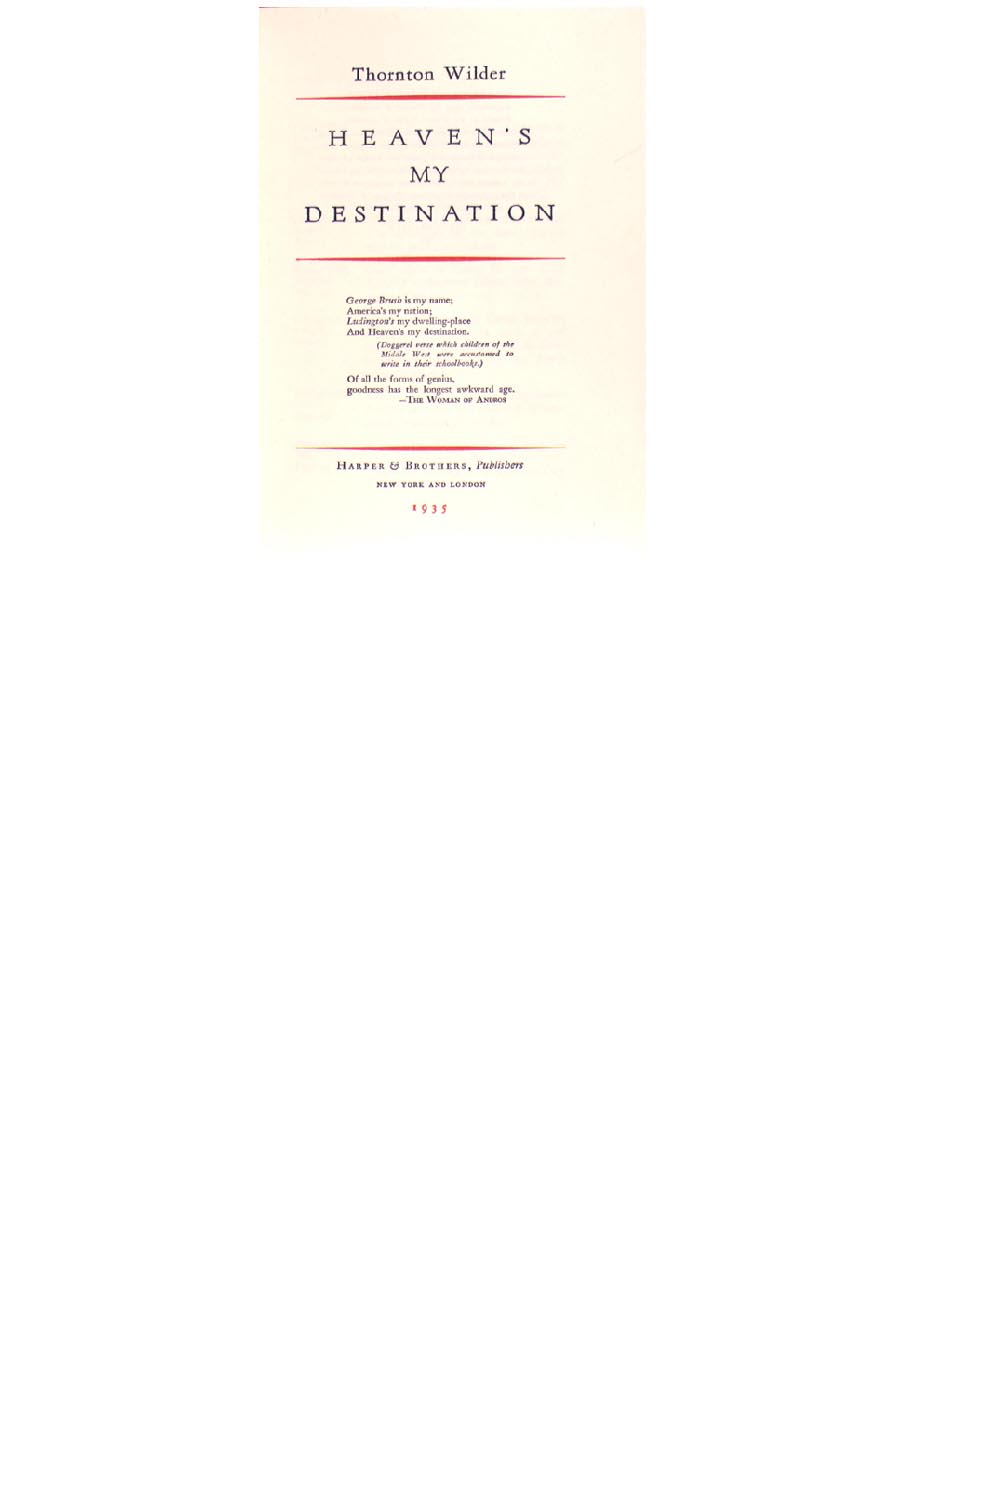 Thornton Wilder
HEAVEN'S
MY
DESTINATION
George Brush is my name;
America's my nation;
Ludington's my dwelling-place
And Heaven's my destination.
(Doggerel verse which children of the
Middle West were accustomed to
write in their schoolbooks.)
Of all the forms of genius,
goodness has the longest awkward age.
—THE WOMAN OF ANDROS
HARPER & BROTHERS, Publishers
NEW YORK AND LONDON
1935